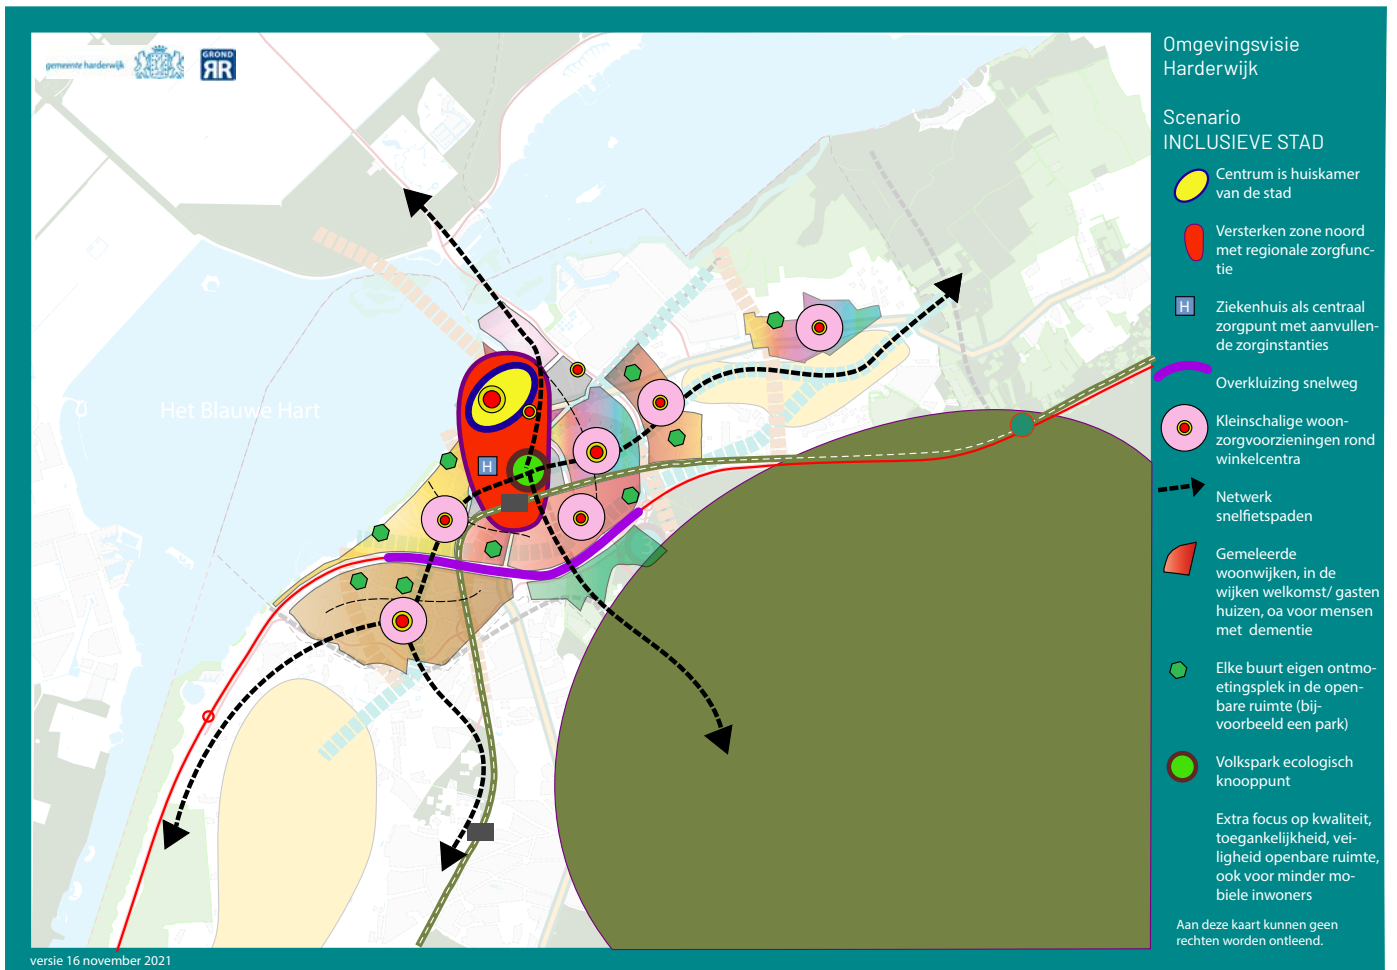 gemeente harderwijk
GROND
RR
Omgevingsvisie
Harderwijk
Scenario
INCLUSIEVE STAD
Centrum is huiskamer
van de stad
Versterken zone noord
met regionale zorgfunc-
tie
H
Ziekenhuis als centraal
zorgpunt met aanvullen-
de zorginstanties
Overkluizing snelweg
Kleinschalige woon-
zorgvoorzieningen rond
winkelcentra
Netwerk
snelfietspaden
Gemeleerde
woonwijken, in de
wijken welkomst/ gasten
huizen, oa voor mensen
met dementie
Elke buurt eigen ontmo-
etingsplek in de open-
bare ruimte (bij-
voorbeeld een park)
Volkspark ecologisch
knooppunt
Extra focus op kwaliteit,
toegankelijkheid, vei-
ligheid openbare ruimte,
ook voor minder mo-
biele inwoners
Aan deze kaart kunnen geen
rechten worden ontleend.
Het Blauwe Hart
H
versie 16 november 2021